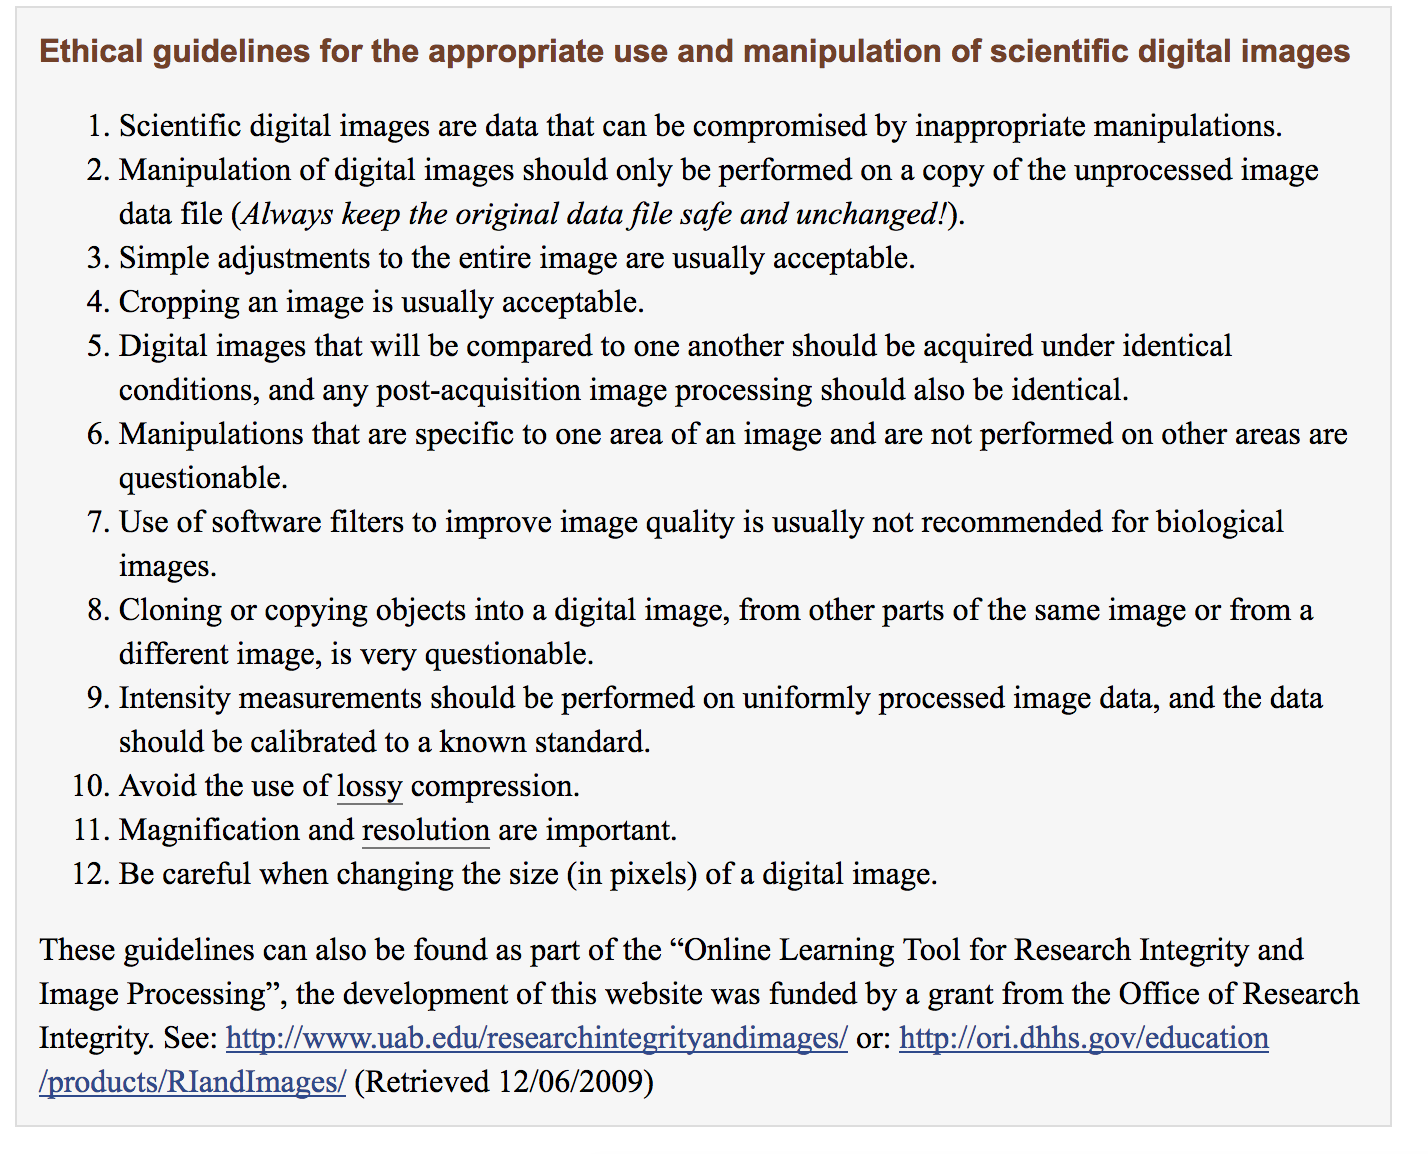 Ethical guidelines for the appropriate use and manipulation of scientific digital images
1. Scientific digital images are data that can be compromised by inappropriate manipulations.
2. Manipulation of digital images should only be performed on a copy of the unprocessed image
data file (Always keep the original data file safe and unchanged!).
3. Simple adjustments to the entire image are usually acceptable.
4. Cropping an image is usually acceptable.
5. Digital images that will be compared to one another should be acquired under identical
conditions, and any post-acquisition image processing should also be identical.
6. Manipulations that are specific to one area of an image and are not performed on other areas are
questionable.
7. Use of software filters to improve image quality is usually not recommended for biological
images.
8. Cloning or copying objects into a digital image, from other parts of the same image or from a
different image, is very questionable.
9. Intensity measurements should be performed on uniformly processed image data, and the data
should be calibrated to a known standard.
10. Avoid the use of lossy compression.
11. Magnification and resolution are important.
12. Be careful when changing the size (in pixels) of a digital image.
These guidelines can also be found as part of the “Online Learning Tool for Research Integrity and
Image Processing”, the development of this website was funded by a grant from the Office of Research
Integrity. See: http://www.uab.edu/researchintegrityandimages/ or: http://ori.dhhs.gov/education
/products/RIandImages/ (Retrieved 12/06/2009)